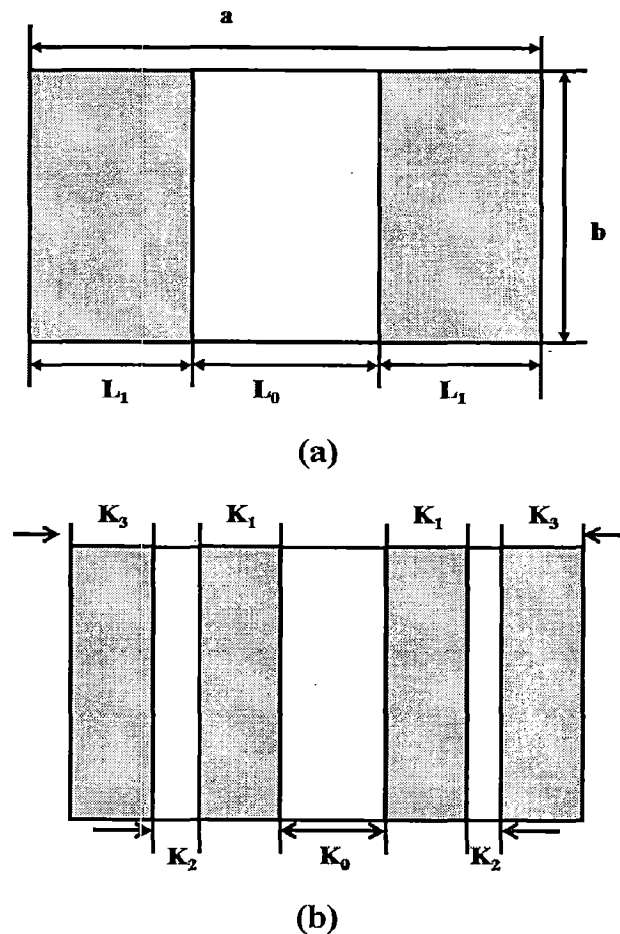 a
b
L₁ L₀ L₁
(a)
K₃ K₁ K₁ K₃
K₂ K₀ K₂
(b)